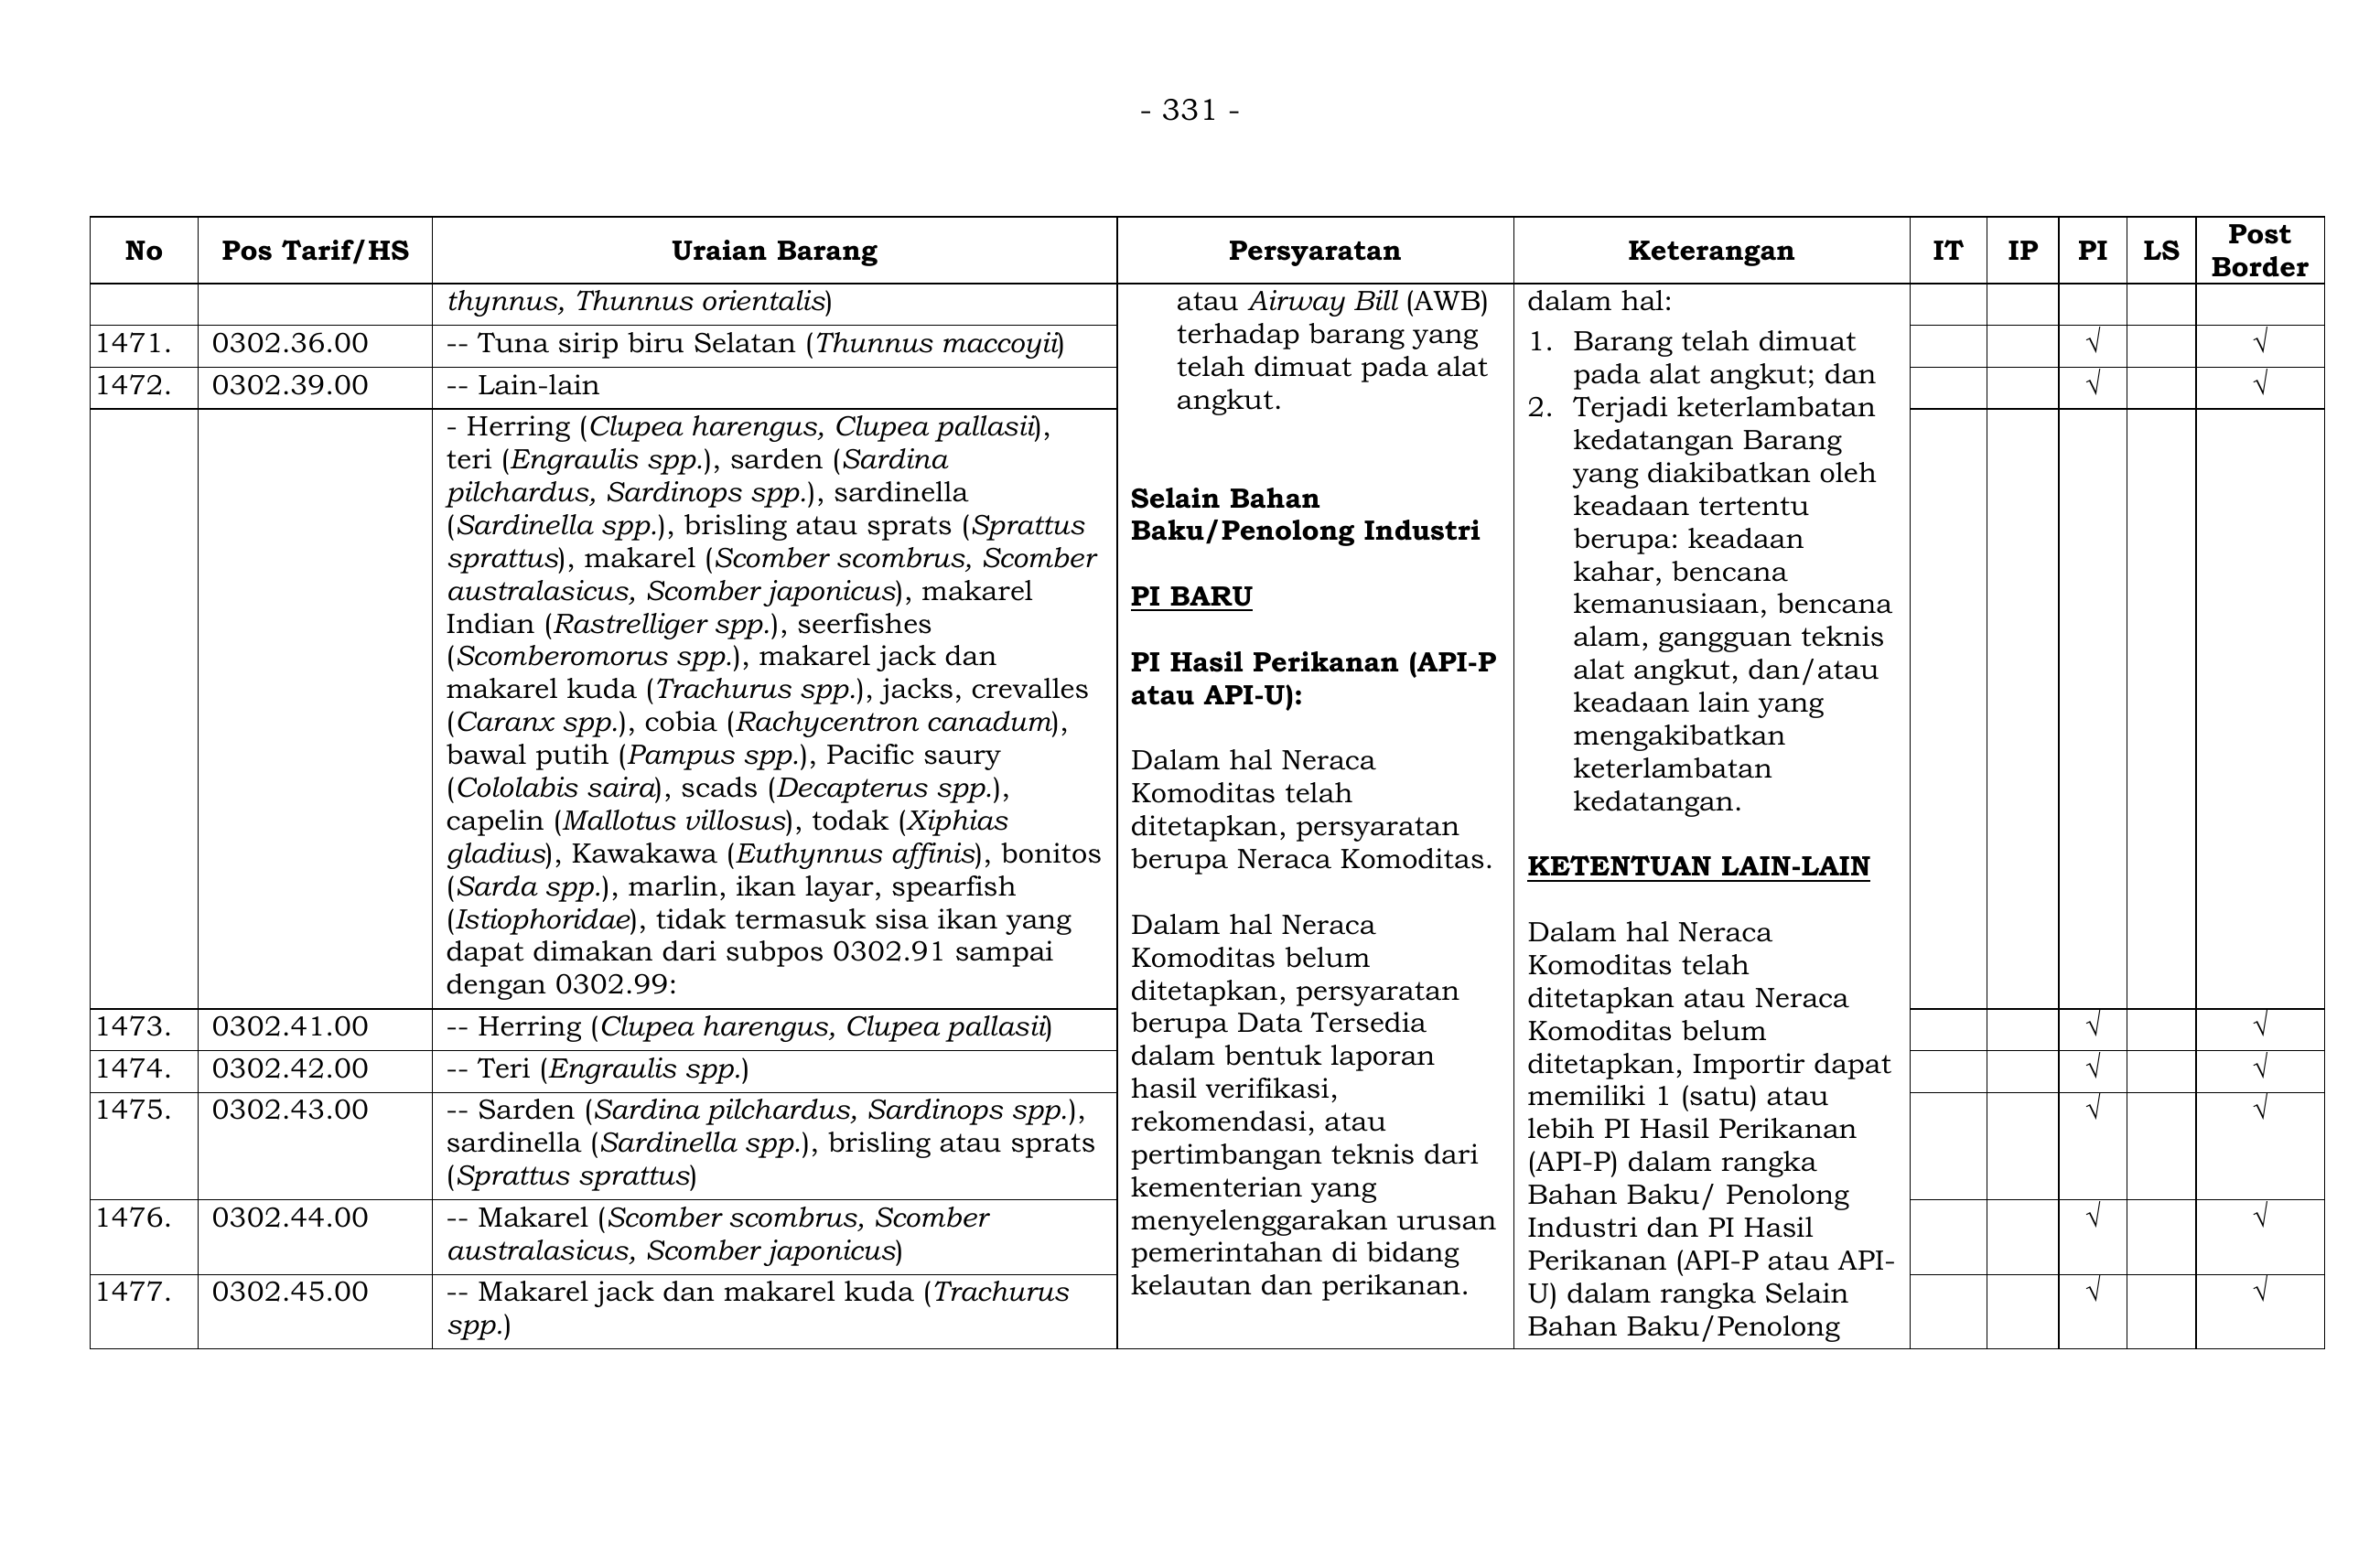 - 331 -
No Pos Tarif/HS Uraian Barang Persyaratan Keterangan IT IP PI LS Post Border
thynnus, Thunnus orientalis)
1471. 0302.36.00 -- Tuna sirip biru Selatan (Thunnus maccoyii) √ √
1472. 0302.39.00 -- Lain-lain √ √
- Herring (Clupea harengus, Clupea pallasii),
teri (Engraulis spp.), sarden (Sardina
pilchardus, Sardinops spp.), sardinella
(Sardinella spp.), brisling atau sprats (Sprattus
sprattus), makarel (Scomber scombrus, Scomber
australasicus, Scomber japonicus), makarel
Indian (Rastrelliger spp.), seerfishes
(Scomberomorus spp.), makarel jack dan
makarel kuda (Trachurus spp.), jacks, crevalles
(Caranx spp.), cobia (Rachycentron canadum),
bawal putih (Pampus spp.), Pacific saury
(Cololabis saira), scads (Decapterus spp.),
capelin (Mallotus villosus), todak (Xiphias
gladius), Kawakawa (Euthynnus affinis), bonitos
(Sarda spp.), marlin, ikan layar, spearfish
(Istiophoridae), tidak termasuk sisa ikan yang
dapat dimakan dari subpos 0302.91 sampai
dengan 0302.99:
1473. 0302.41.00 -- Herring (Clupea harengus, Clupea pallasii) √ √
1474. 0302.42.00 -- Teri (Engraulis spp.) √ √
1475. 0302.43.00 -- Sarden (Sardina pilchardus, Sardinops spp.), √ √
sardinella (Sardinella spp.), brisling atau sprats
(Sprattus sprattus)
1476. 0302.44.00 -- Makarel (Scomber scombrus, Scomber √ √
australasicus, Scomber japonicus)
1477. 0302.45.00 -- Makarel jack dan makarel kuda (Trachurus √ √
spp.)
atau Airway Bill (AWB)
terhadap barang yang
telah dimuat pada alat
angkut.
Selain Bahan
Baku/Penolong Industri
PI BARU
PI Hasil Perikanan (API-P
atau API-U):
Dalam hal Neraca
Komoditas telah
ditetapkan, persyaratan
berupa Neraca Komoditas.
Dalam hal Neraca
Komoditas belum
ditetapkan, persyaratan
berupa Data Tersedia
dalam bentuk laporan
hasil verifikasi,
rekomendasi, atau
pertimbangan teknis dari
kementerian yang
menyelenggarakan urusan
pemerintahan di bidang
kelautan dan perikanan.
dalam hal:
1. Barang telah dimuat
pada alat angkut; dan
2. Terjadi keterlambatan
kedatangan Barang
yang diakibatkan oleh
keadaan tertentu
berupa: keadaan
kahar, bencana
kemanusiaan, bencana
alam, gangguan teknis
alat angkut, dan/atau
keadaan lain yang
mengakibatkan
keterlambatan
kedatangan.
KETENTUAN LAIN-LAIN
Dalam hal Neraca
Komoditas telah
ditetapkan atau Neraca
Komoditas belum
ditetapkan, Importir dapat
memiliki 1 (satu) atau
lebih PI Hasil Perikanan
(API-P) dalam rangka
Bahan Baku/ Penolong
Industri dan PI Hasil
Perikanan (API-P atau API-
U) dalam rangka Selain
Bahan Baku/Penolong